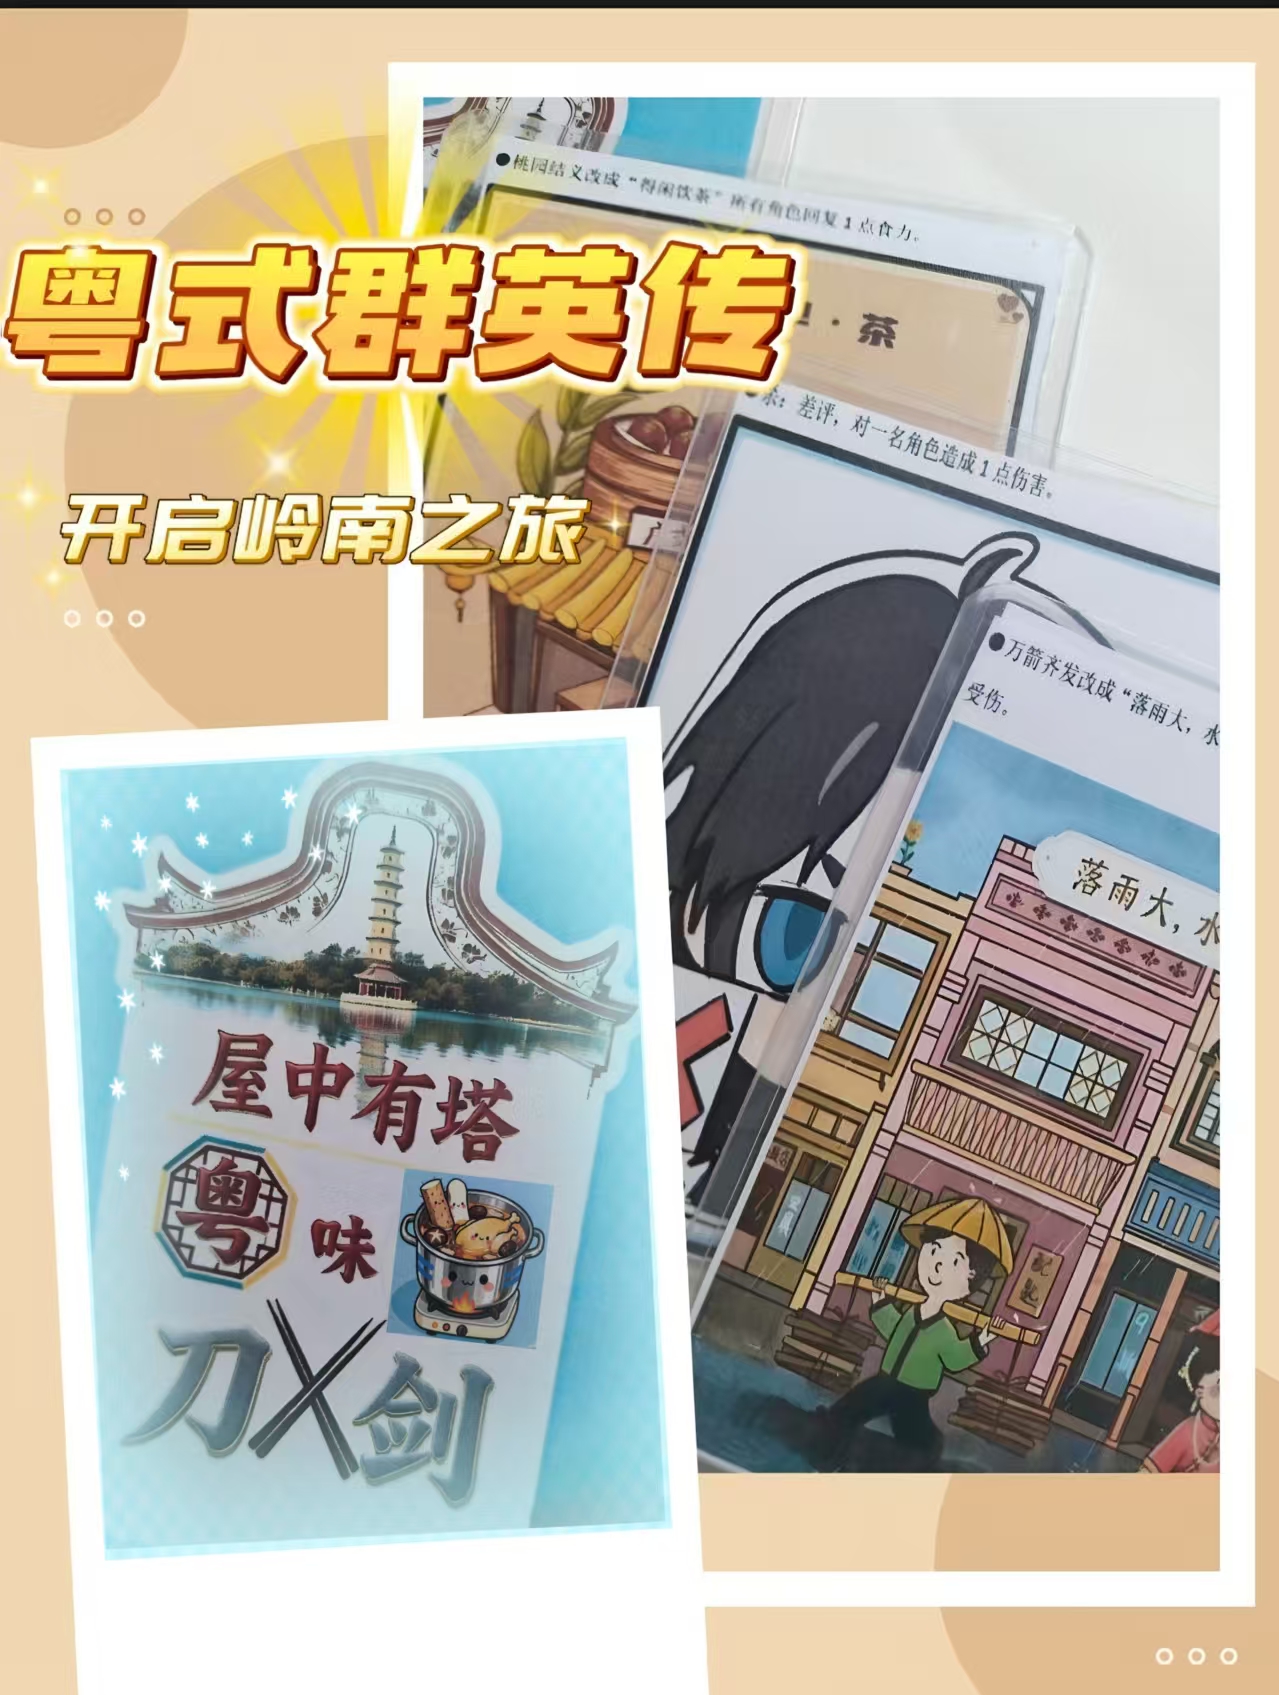 粤式群英传
开启岭南之旅
●桃园结义改成“得闲饮茶”所有角色回复1点食力。
·茶
杀：差评，对一名角色造成1点伤害。
●万箭齐发改成“落雨大，水
受伤。
落雨大，水
屋中有塔
粤味
刀 剑